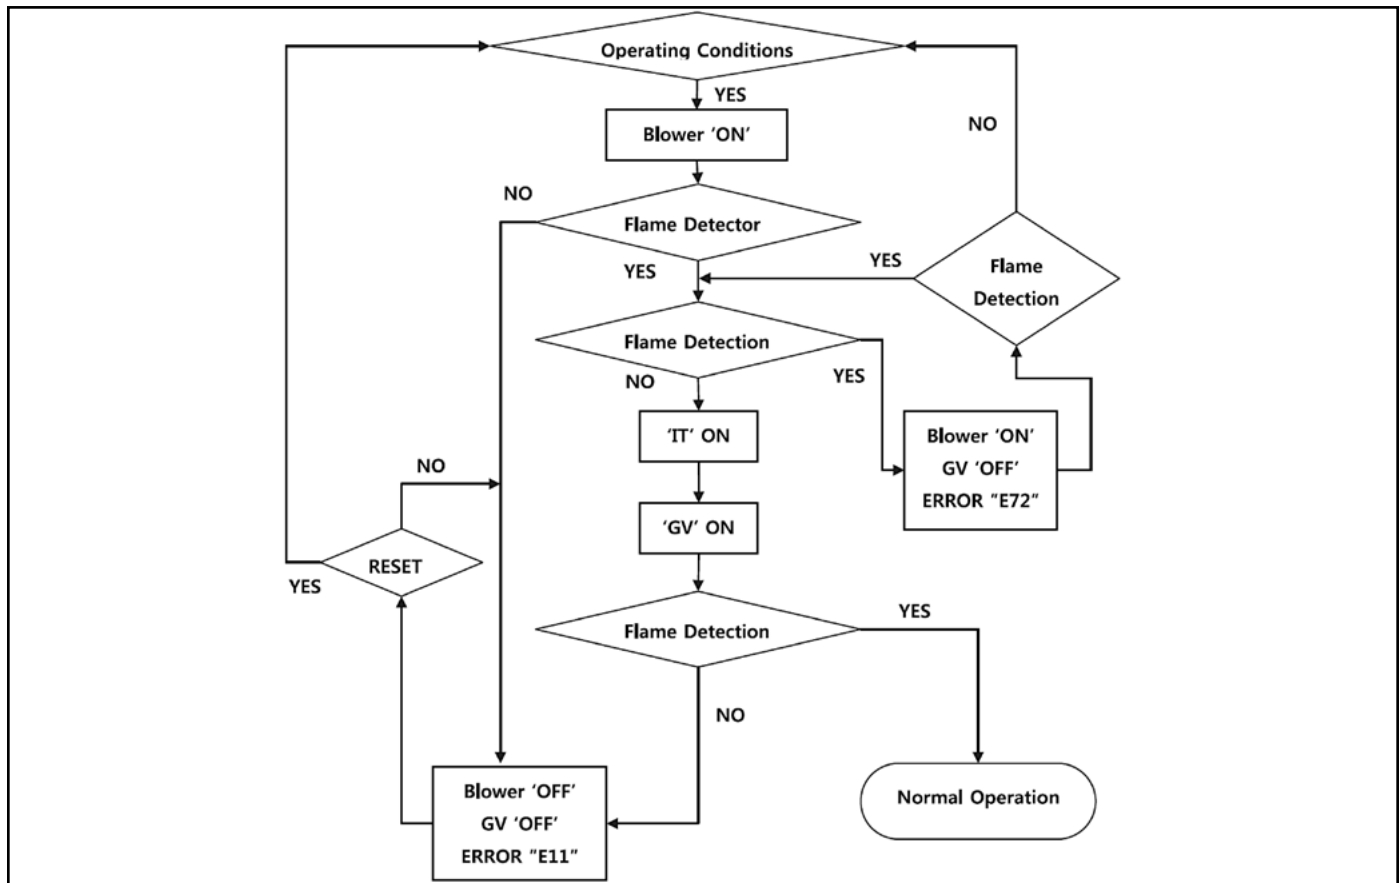 Operating Conditions
YES
NO
Blower ‘ON’
NO
Flame Detector
YES
YES
Flame
Detection
Flame Detection
NO
YES
‘IT’ ON
Blower ‘ON’
GV ‘OFF’
ERROR "E72"
NO
‘GV’ ON
RESET
YES
Flame Detection
YES
NO
Blower ‘OFF’
GV ‘OFF’
ERROR "E11"
Normal Operation